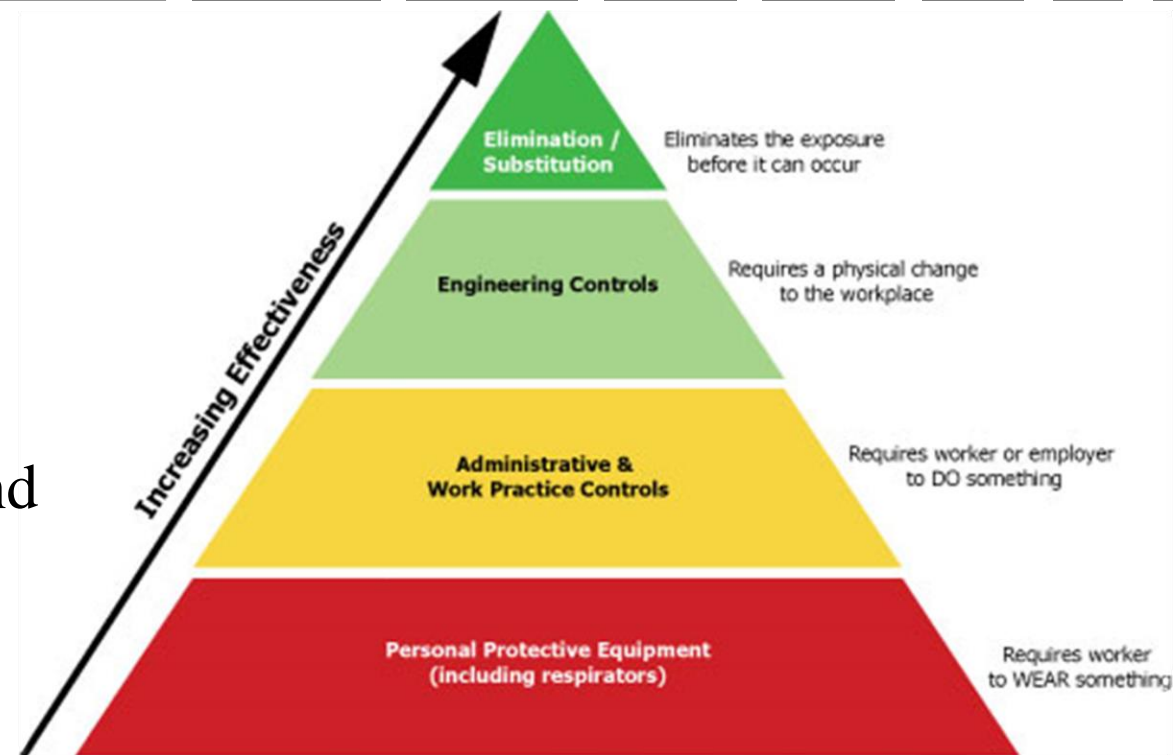 Elimination /
Substitution
Eliminates the exposure
before it can occur
Increasing Effectiveness
Engineering Controls
Requires a physical change
to the workplace
nd
Administrative &
Work Practice Controls
Requires worker or employer
to DO something
Personal Protective Equipment
(including respirators)
Requires worker
to WEAR something